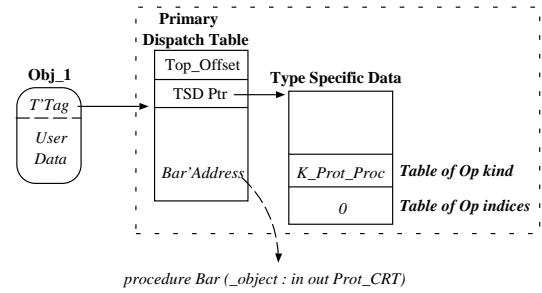 Primary
Dispatch Table
Top_Offset
Obj_1
Type Specific Data
T'Tag
TSD Ptr
User
Data
Bar'Address
K_Prot_Proc
Table of Op kind
0
Table of Op indices
procedure Bar (_object : in out Prot_CRT)